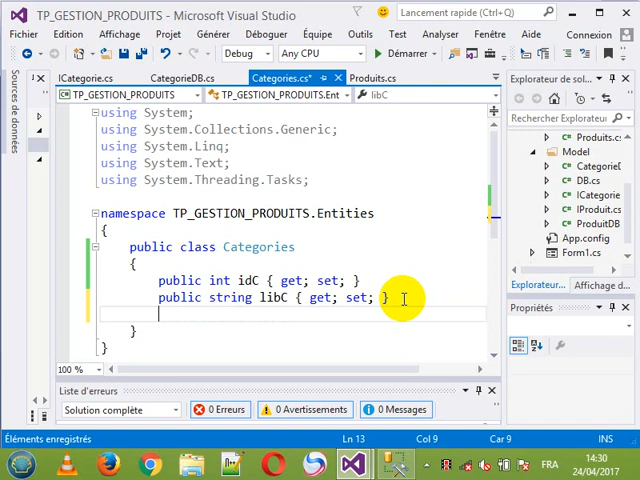 TP_GESTION_PRODUITS - Microsoft Visual Studio
Lancement rapide (Ctrl+Q)
Fichier Edition Affichage Projet Générer Déboguer Équipe Outils Test Analyser Connexion
Debug Any CPU Démarrer
Sources de données
ICategorie.cs CategorieDB.cs Categories.cs* Produits.cs
TP_GESTION_PRODUITS TP_GESTION_PRODUITS.Ent libC
using System;
using System.Collections.Generic;
using System.Linq;
using System.Text;
using System.Threading.Tasks;
namespace TP_GESTION_PRODUITS.Entities
{
public class Categories
{
public int idC { get; set; }
public string libC { get; set; }
}
}
100 %
Explorateur de sol...
Rechercher Explorateur
Produits.cs
Model
CategorieD
DB.cs
ICategorie
IProduit.cs
ProduitDB
App.config
Form1.cs
Explorateur... Affichage d...
Propriétés
Liste d'erreurs
Solution complète 0 Erreurs 0 Avertissements 0 Messages
Éléments enregistrés Ln 13 Col 9 Car 9 INS
FR 14:30
24/04/2017